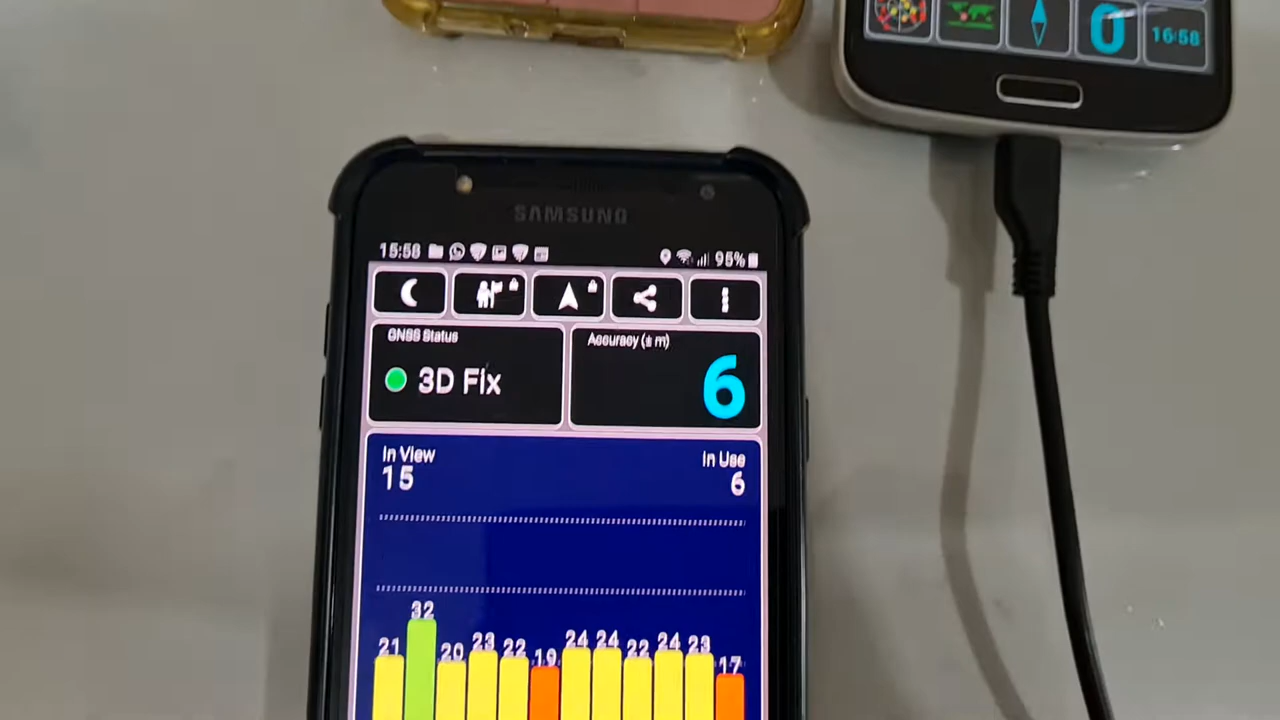 0
16:58
SAMSUNG
15:58 95%
GNSS Status
3D Fix
Accuracy (± m)
6
In View
15
In Use
6
21 32 20 23 22 19 24 24 22 24 23 17